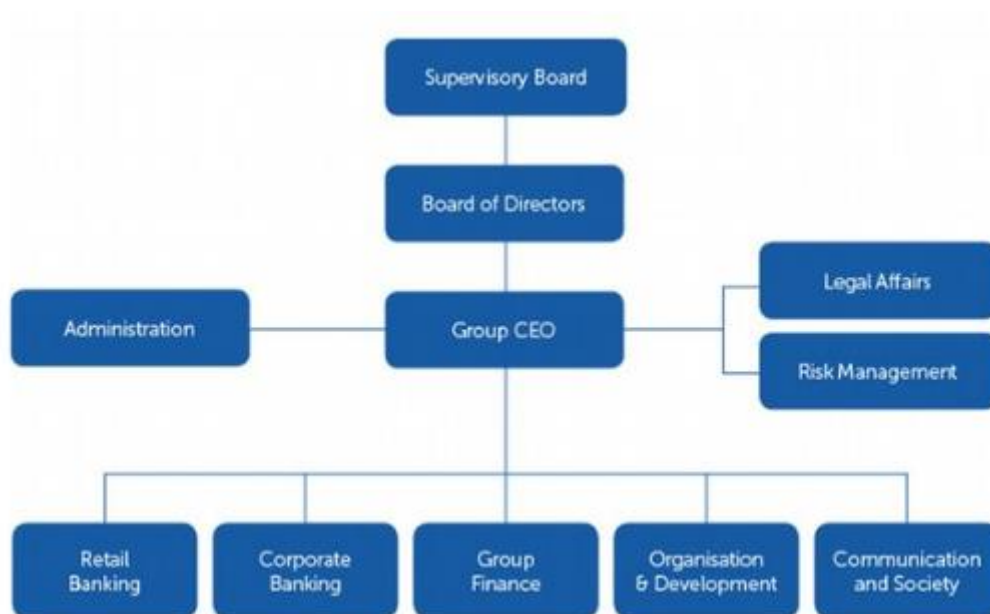 Supervisory Board
Board of Directors
Legal Affairs
Administration
Group CEO
Risk Management
Retail
Banking
Corporate
Banking
Group
Finance
Organisation
& Development
Communication
and Society